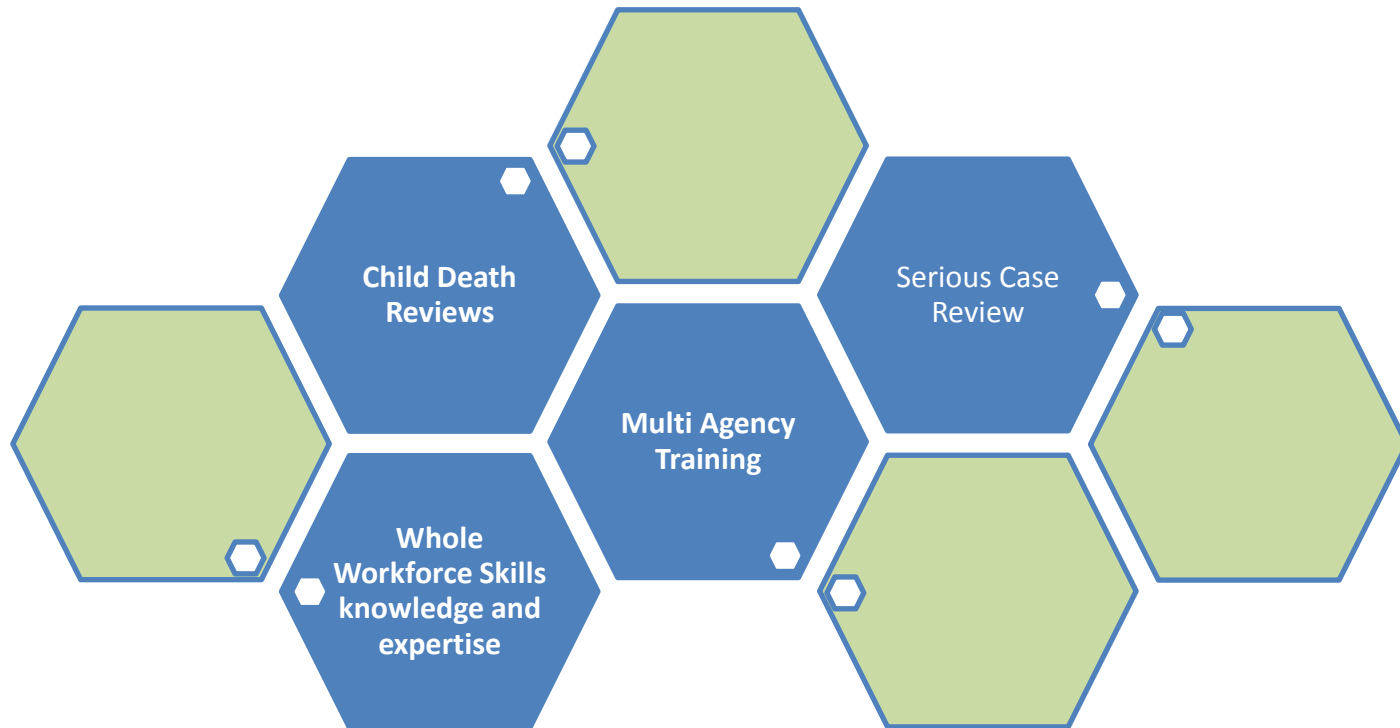 Child Death
Reviews
Serious Case
Review
Multi Agency
Training
Whole
Workforce Skills
knowledge and
expertise